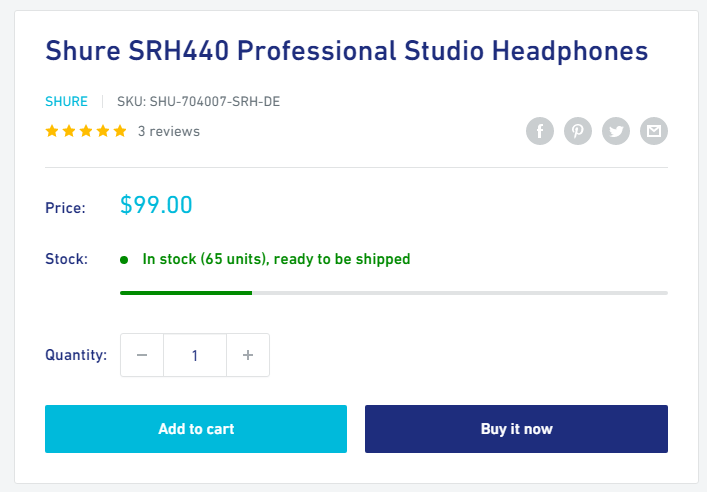 Shure SRH440 Professional Studio Headphones
SHURE SKU: SHU-704007-SRH-DE
3 reviews
Price: $99.00
Stock: In stock (65 units), ready to be shipped
Quantity: − 1 +
Add to cart Buy it now